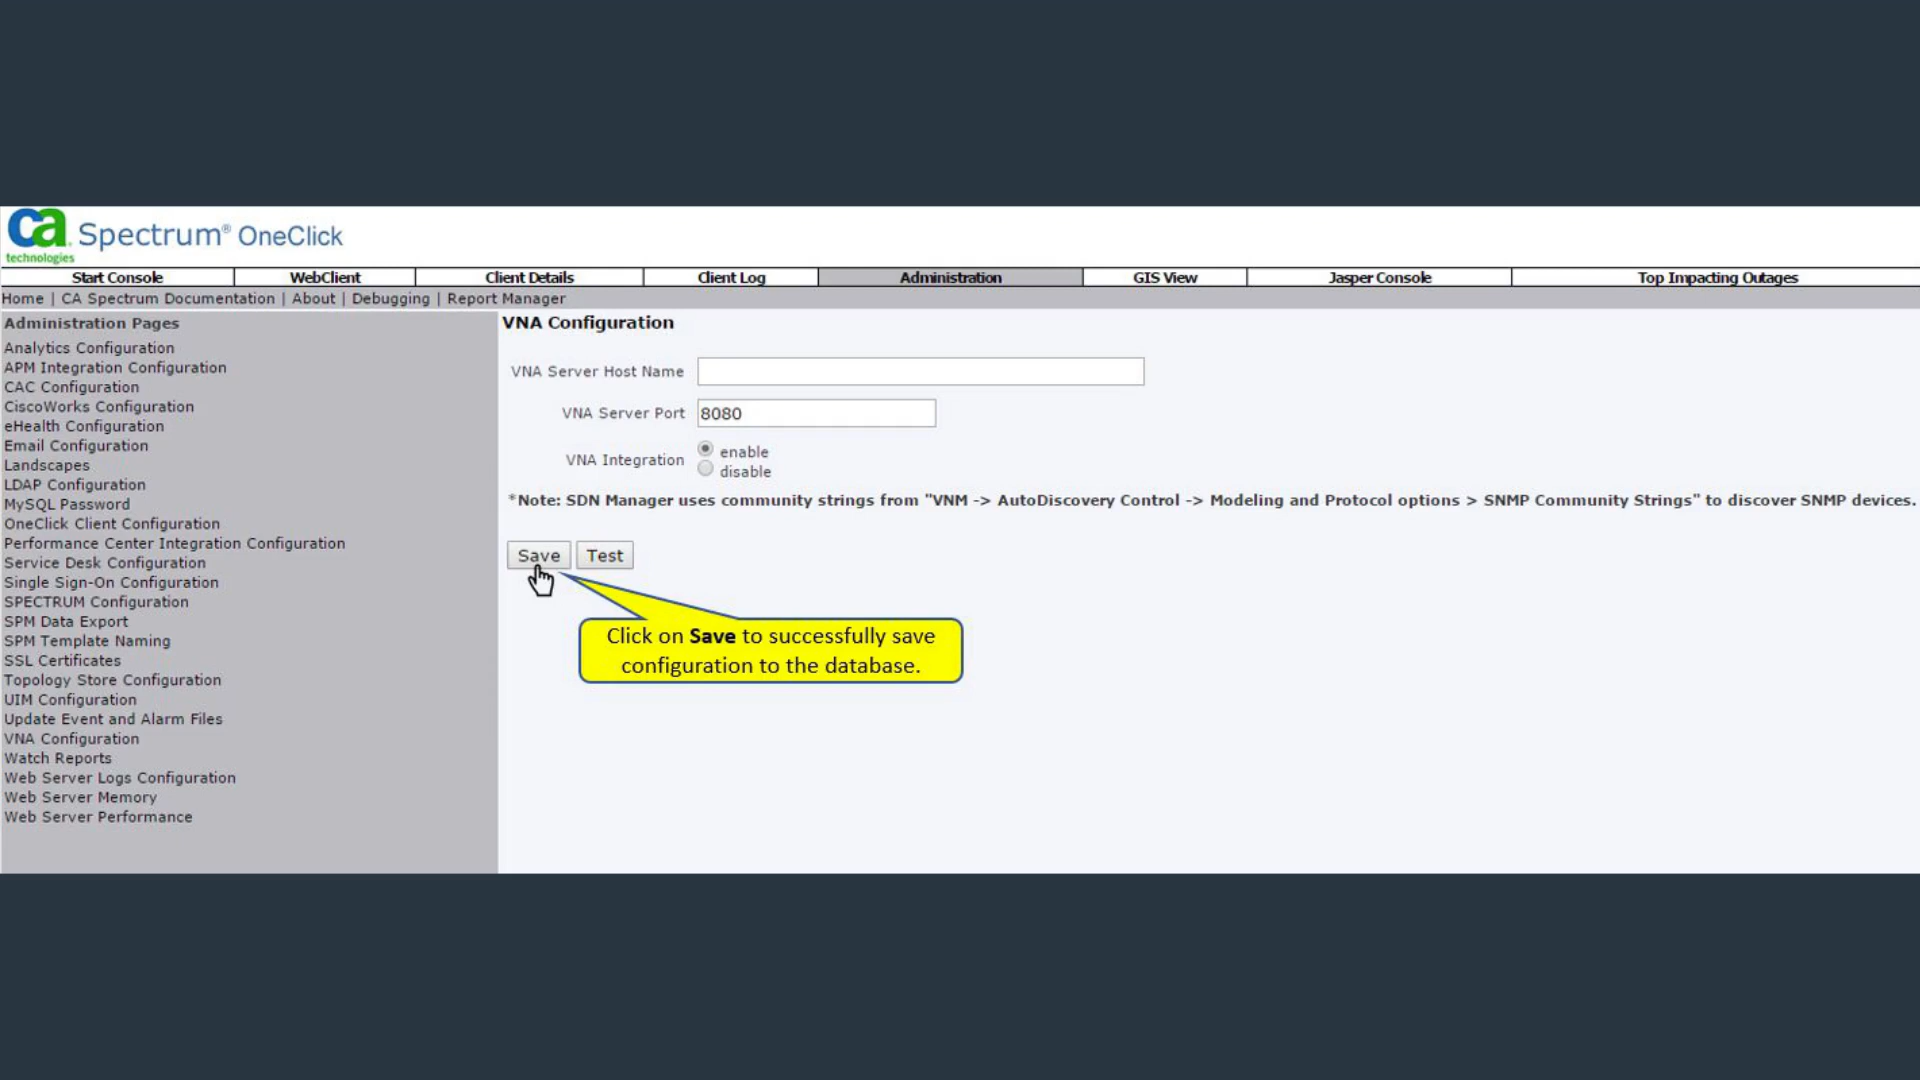 ca technologies Spectrum® OneClick
Start Console WebClient Client Details Client Log Administration GIS View Jasper Console Top Impacting Outages
Home | CA Spectrum Documentation | About | Debugging | Report Manager
Administration Pages
Analytics Configuration
APM Integration Configuration
CAC Configuration
CiscoWorks Configuration
eHealth Configuration
Email Configuration
Landscapes
LDAP Configuration
MySQL Password
OneClick Client Configuration
Performance Center Integration Configuration
Service Desk Configuration
Single Sign-On Configuration
SPECTRUM Configuration
SPM Data Export
SPM Template Naming
SSL Certificates
Topology Store Configuration
UIM Configuration
Update Event and Alarm Files
VNA Configuration
Watch Reports
Web Server Logs Configuration
Web Server Memory
Web Server Performance
VNA Configuration
VNA Server Host Name
VNA Server Port 8080
VNA Integration enable
disable
*Note: SDN Manager uses community strings from "VNM -> AutoDiscovery Control -> Modeling and Protocol options > SNMP Community Strings" to discover SNMP devices.
Save Test
Click on Save to successfully save
configuration to the database.